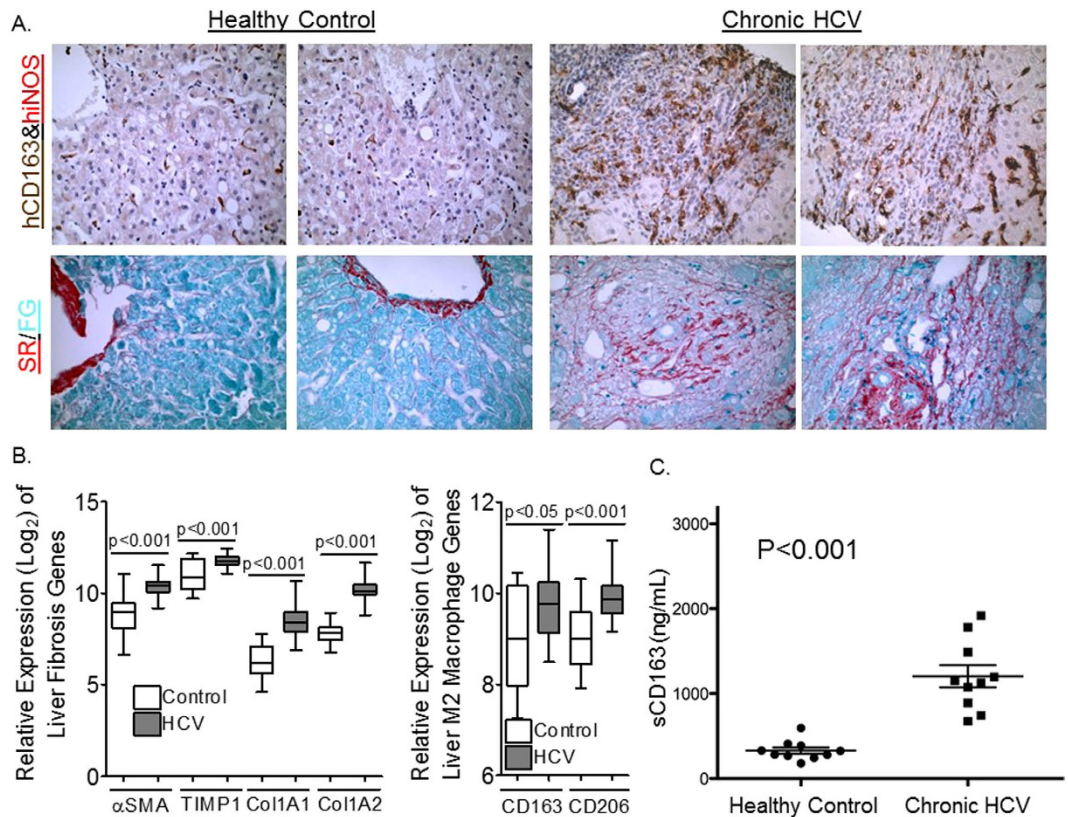 A.
Healthy Control
Chronic HCV
hCD163&hiNOS
SR/FG
B.
Relative Expression (Log2) of
Liver Fibrosis Genes
15
10
5
0
p<0.001
p<0.001
p<0.001
p<0.001
Control
HCV
αSMA TIMP1 Col1A1 Col1A2
Relative Expression (Log2) of
Liver M2 Macrophage Genes
12
10
8
6
p<0.05 p<0.001
Control
HCV
CD163 CD206
C.
sCD163 (ng/mL)
3000
2000
1000
0
P<0.001
Healthy Control
Chronic HCV